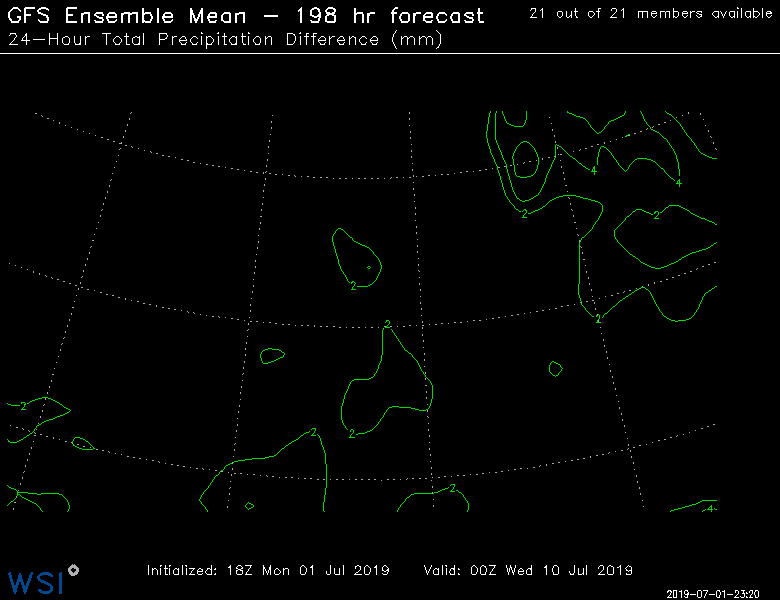 GFS Ensemble Mean - 198 hr forecast
21 out of 21 members available
24-Hour Total Precipitation Difference (mm)
4
4
2
2
2
2
2
2
2
2
2
4
Initialized: 18Z Mon 01 Jul 2019 Valid: 00Z Wed 10 Jul 2019
WSI
2019-07-01-23:20